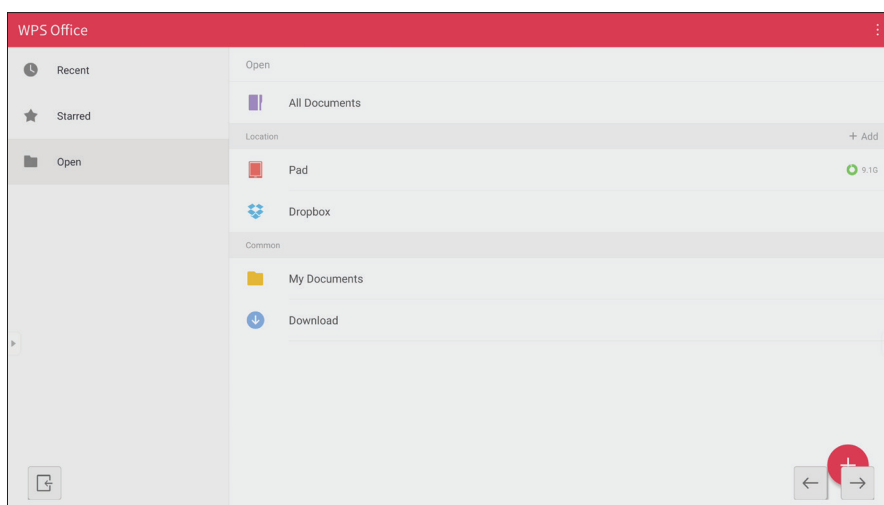 WPS Office
Recent
Starred
Open
Open
All Documents
Location
+ Add
Pad
9.1G
Dropbox
Common
My Documents
Download